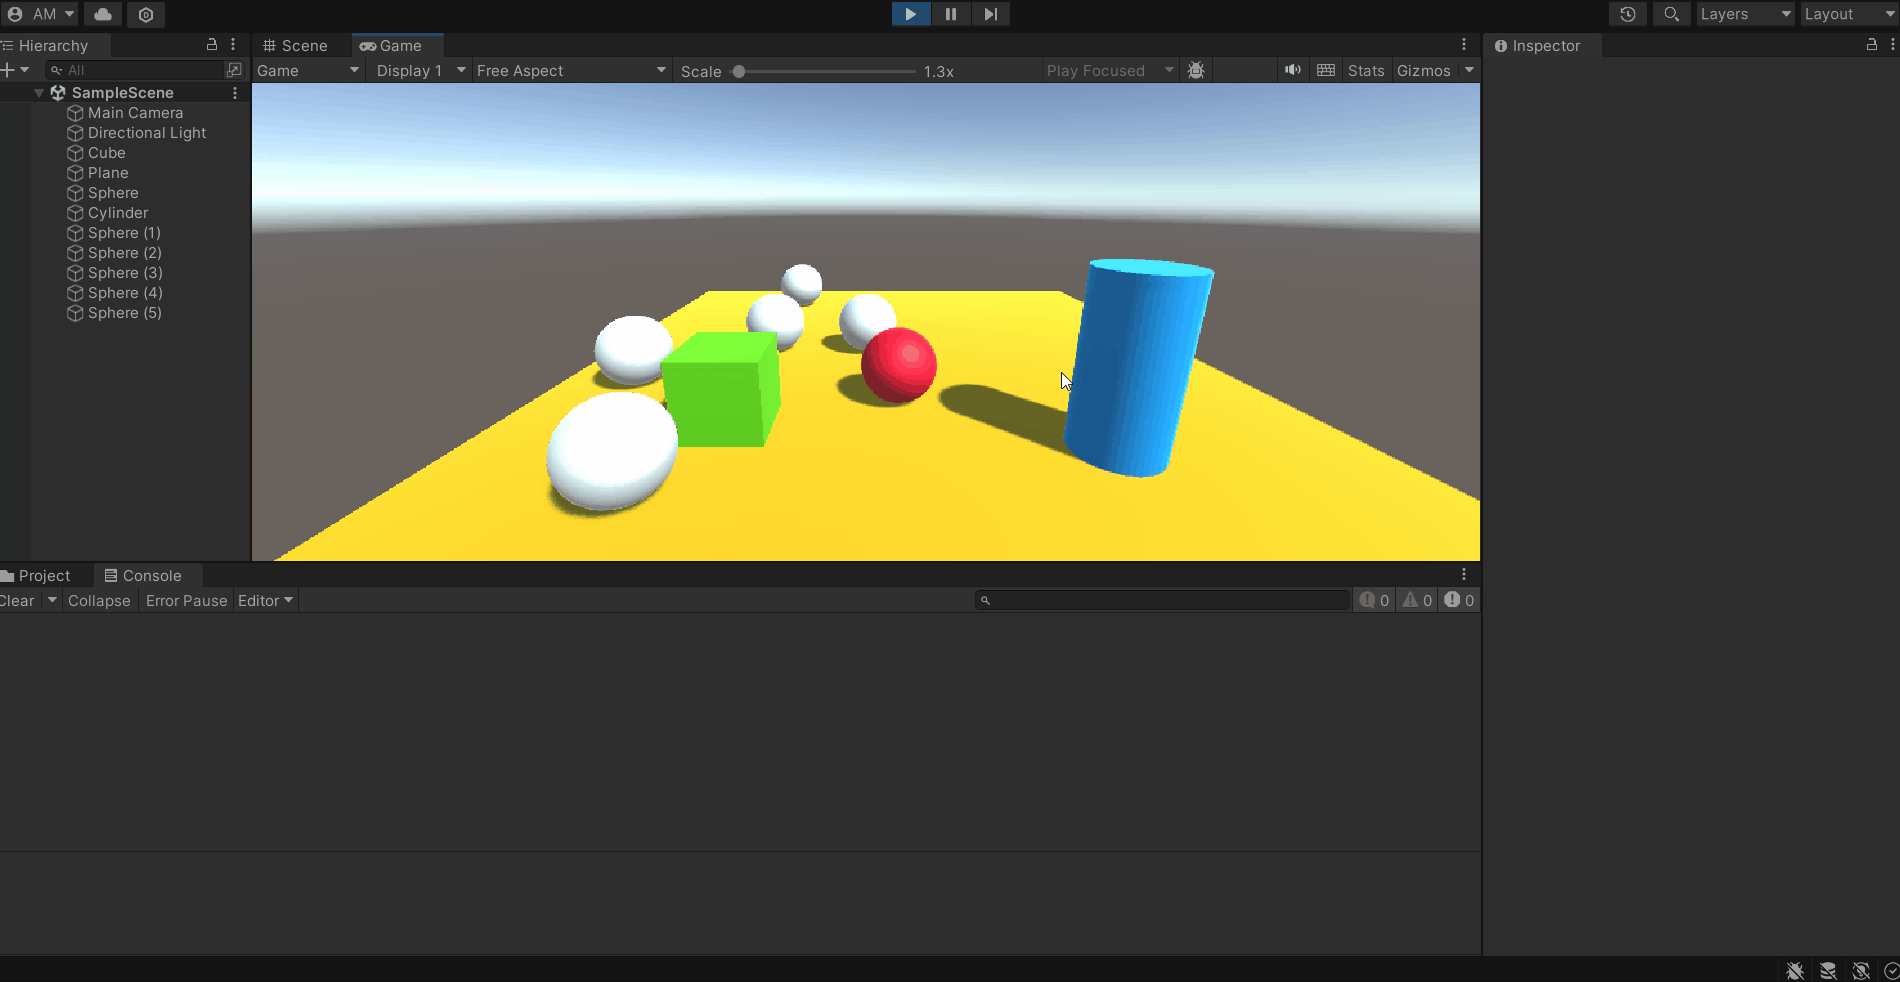 AM Layers Layout
Hierarchy Scene Game Inspector
All Game Display 1 Free Aspect Scale 1.3x Play Focused Stats Gizmos
SampleScene
Main Camera
Directional Light
Cube
Plane
Sphere
Cylinder
Sphere (1)
Sphere (2)
Sphere (3)
Sphere (4)
Sphere (5)
Project Console
Clear Collapse Error Pause Editor 0 0 0